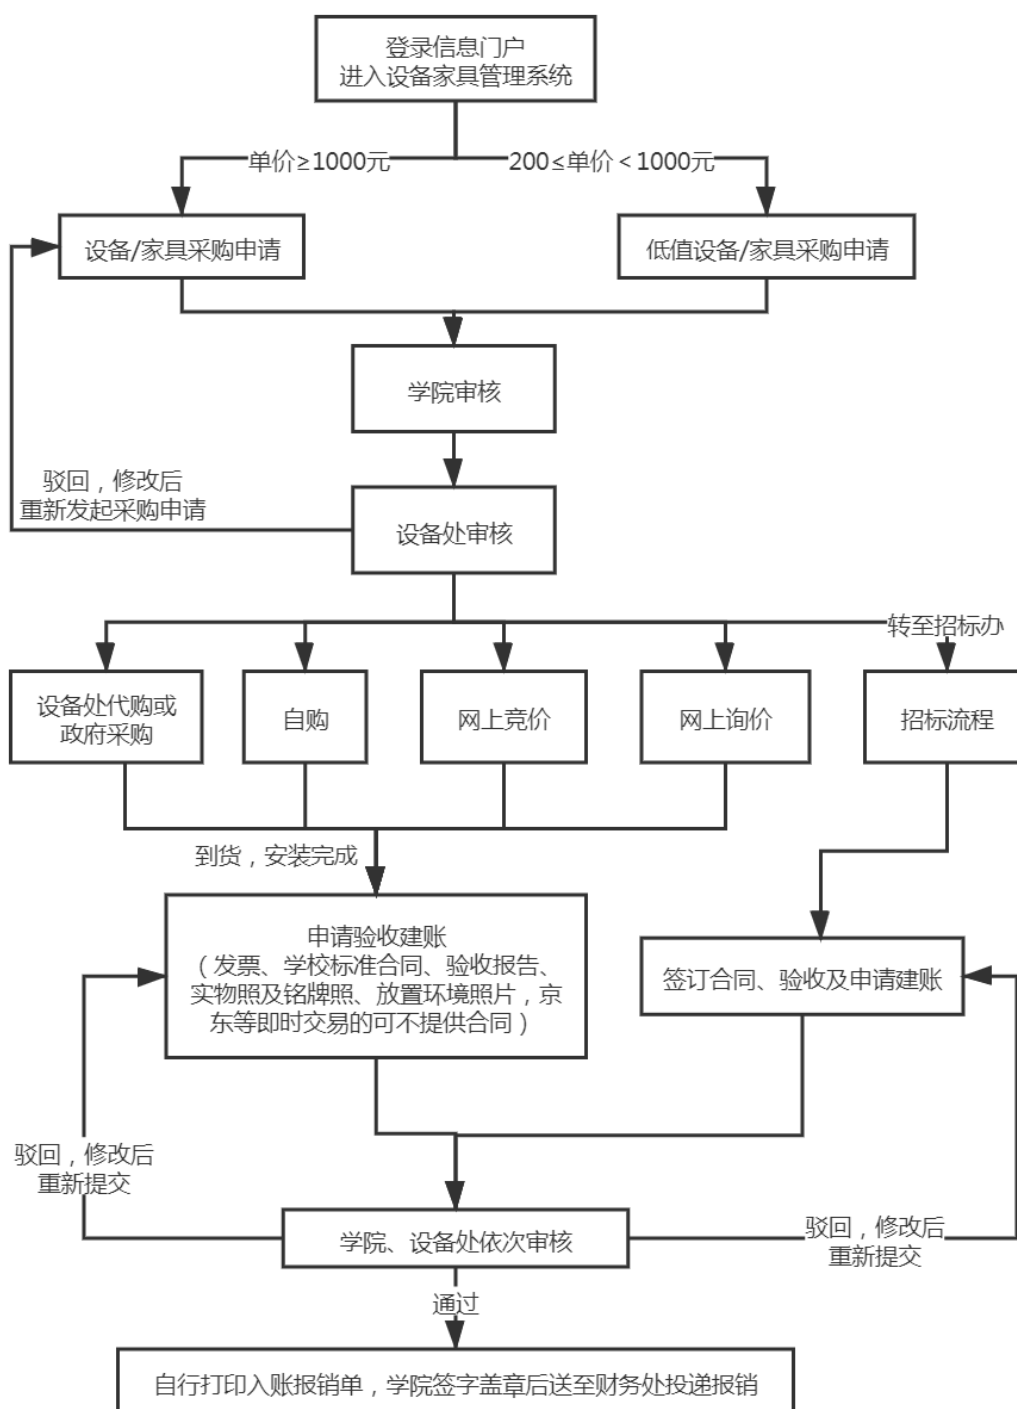 登录信息门户
进入设备家具管理系统
单价≥1000元
200≤单价＜1000元
设备/家具采购申请
低值设备/家具采购申请
学院审核
驳回，修改后
重新发起采购申请
设备处审核
转至招标办
设备处代购或
政府采购
自购
网上竞价
网上询价
招标流程
到货，安装完成
申请验收建账
（发票、学校标准合同、验收报告、
实物照及铭牌照、放置环境照片，京
东等即时交易的可不提供合同）
签订合同、验收及申请建账
驳回，修改后
重新提交
学院、设备处依次审核
驳回，修改后
重新提交
通过
自行打印入账报销单，学院签字盖章后送至财务处投递报销